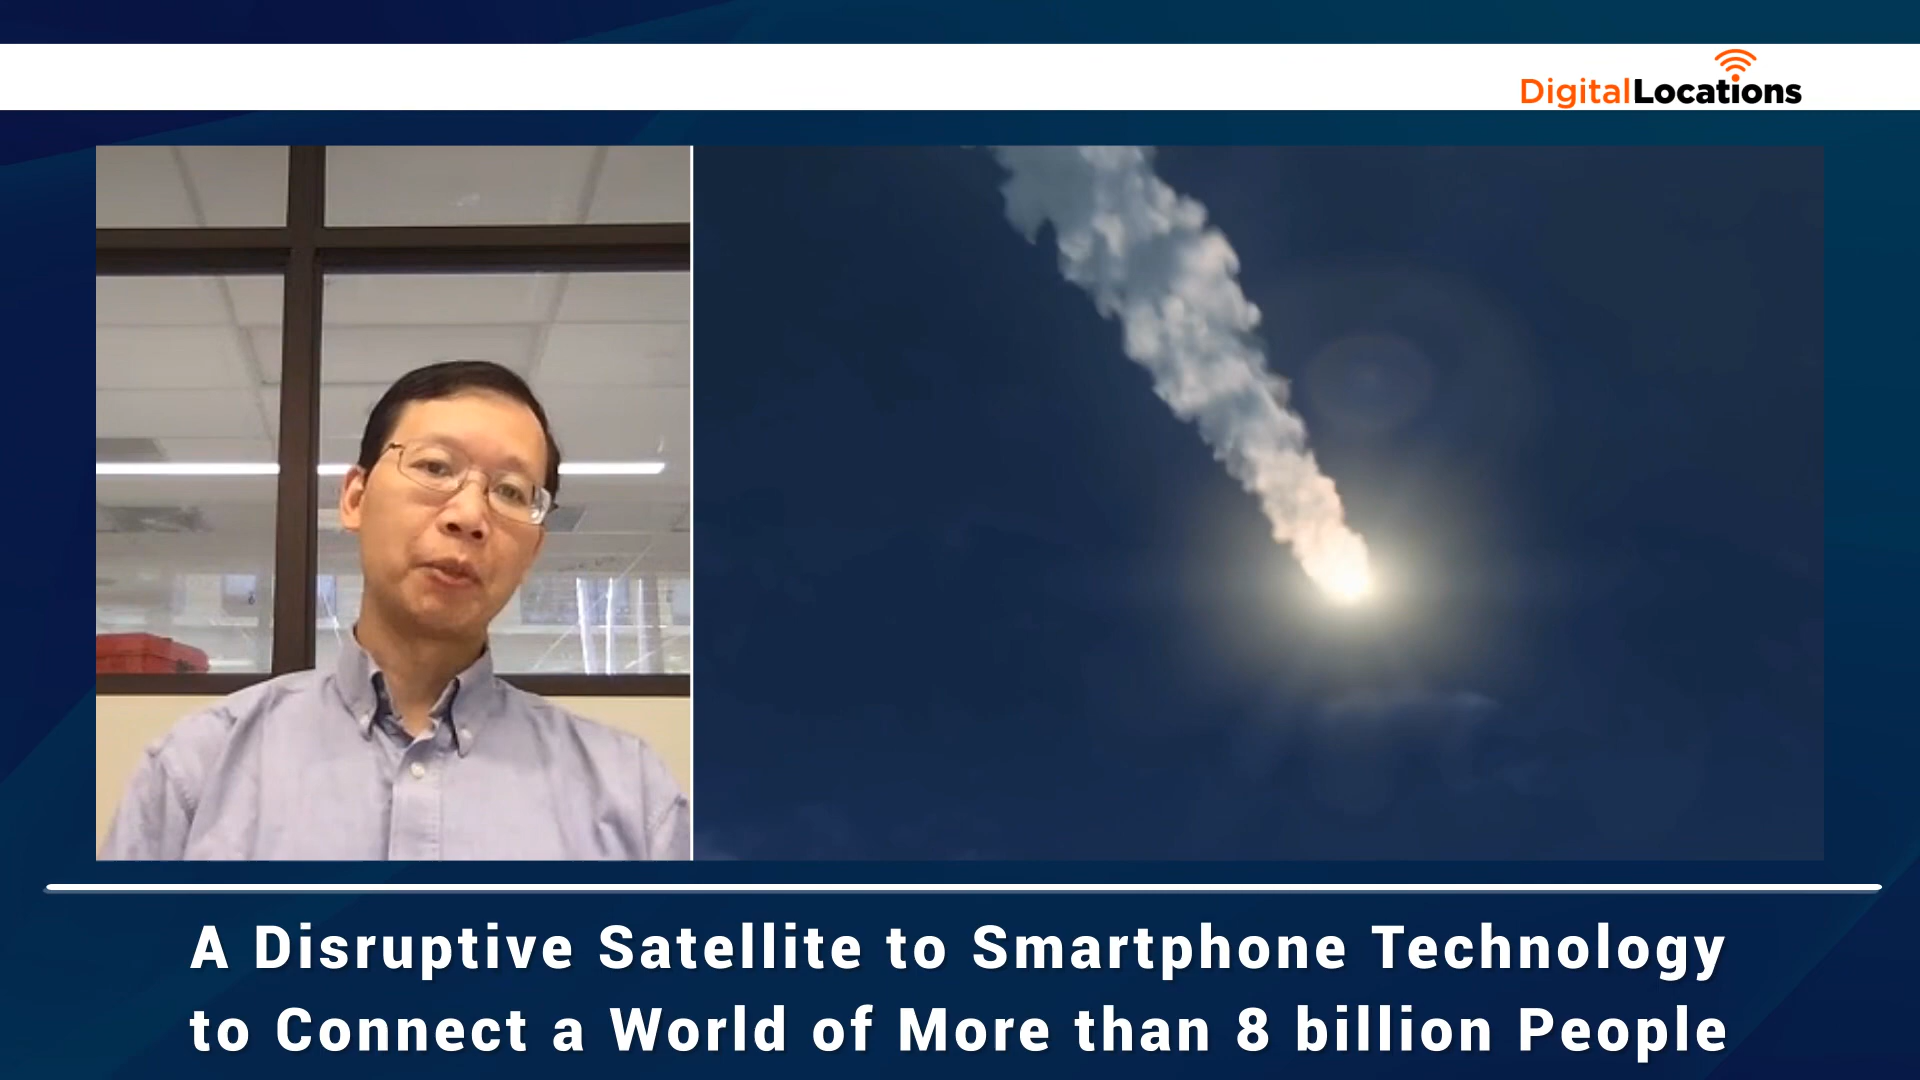 DigitalLocations
A Disruptive Satellite to Smartphone Technology
to Connect a World of More than 8 billion People